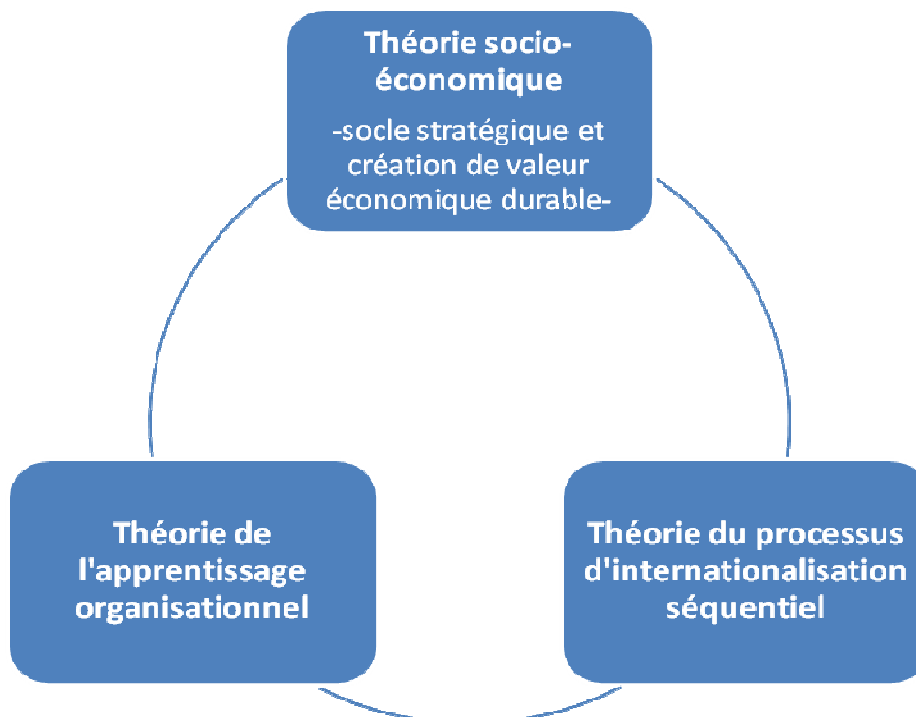 Théorie socio-
économique
-socle stratégique et
création de valeur
économique durable-
Théorie de
l'apprentissage
organisationnel
Théorie du processus
d'internationalisation
séquentiel